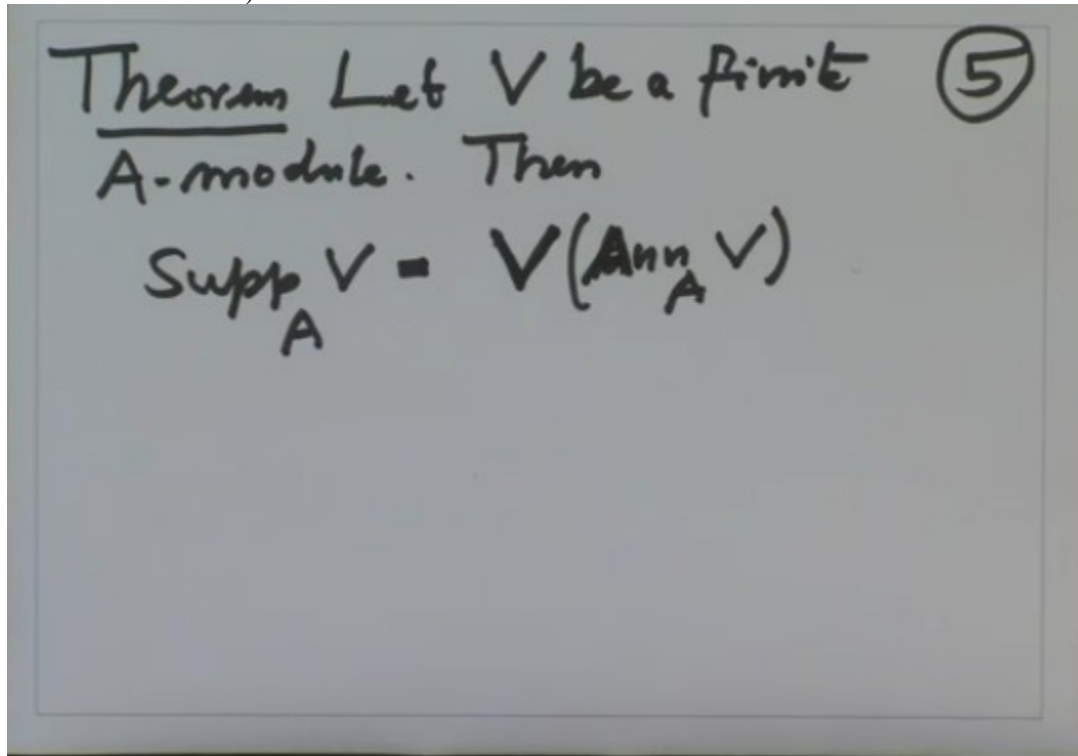 Theorem Let V be a finite ⑤
A-module. Then
Supp_A V = V(Ann_A V)